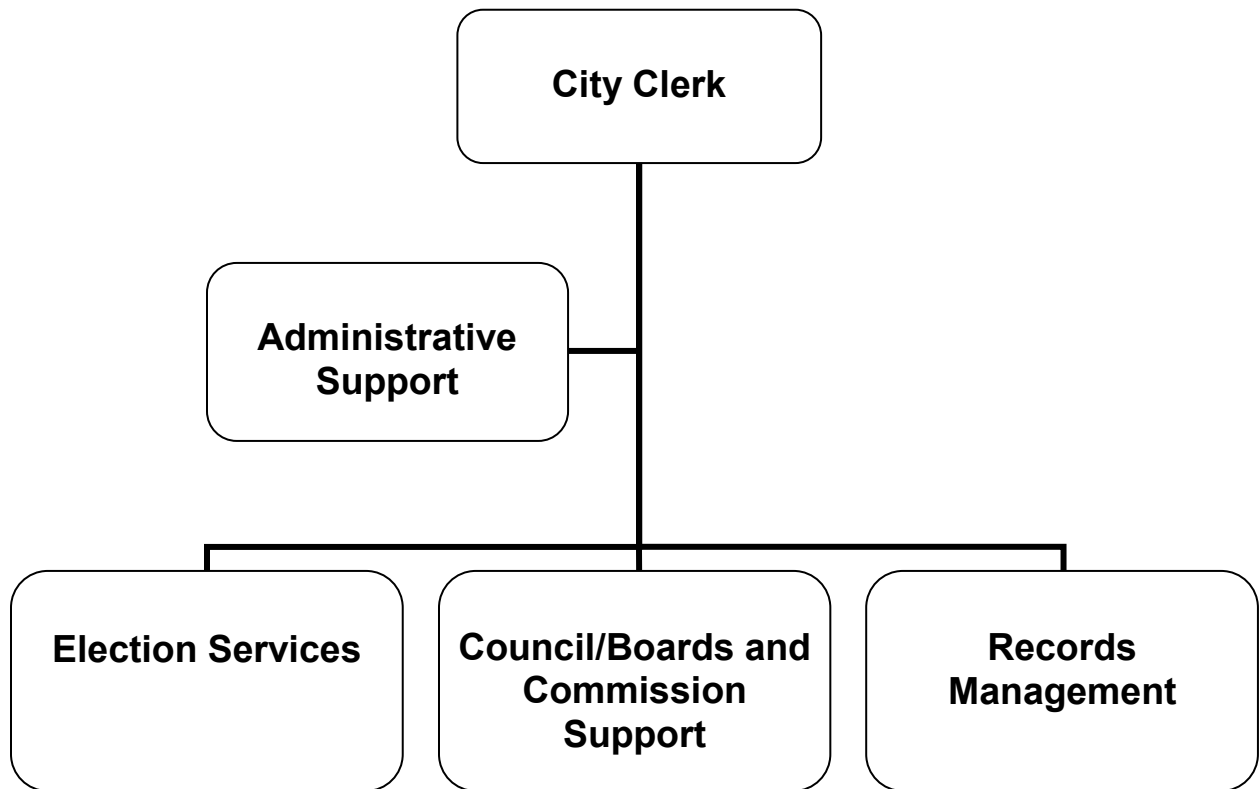 City Clerk
Administrative
Support
Election Services
Council/Boards and
Commission
Support
Records
Management